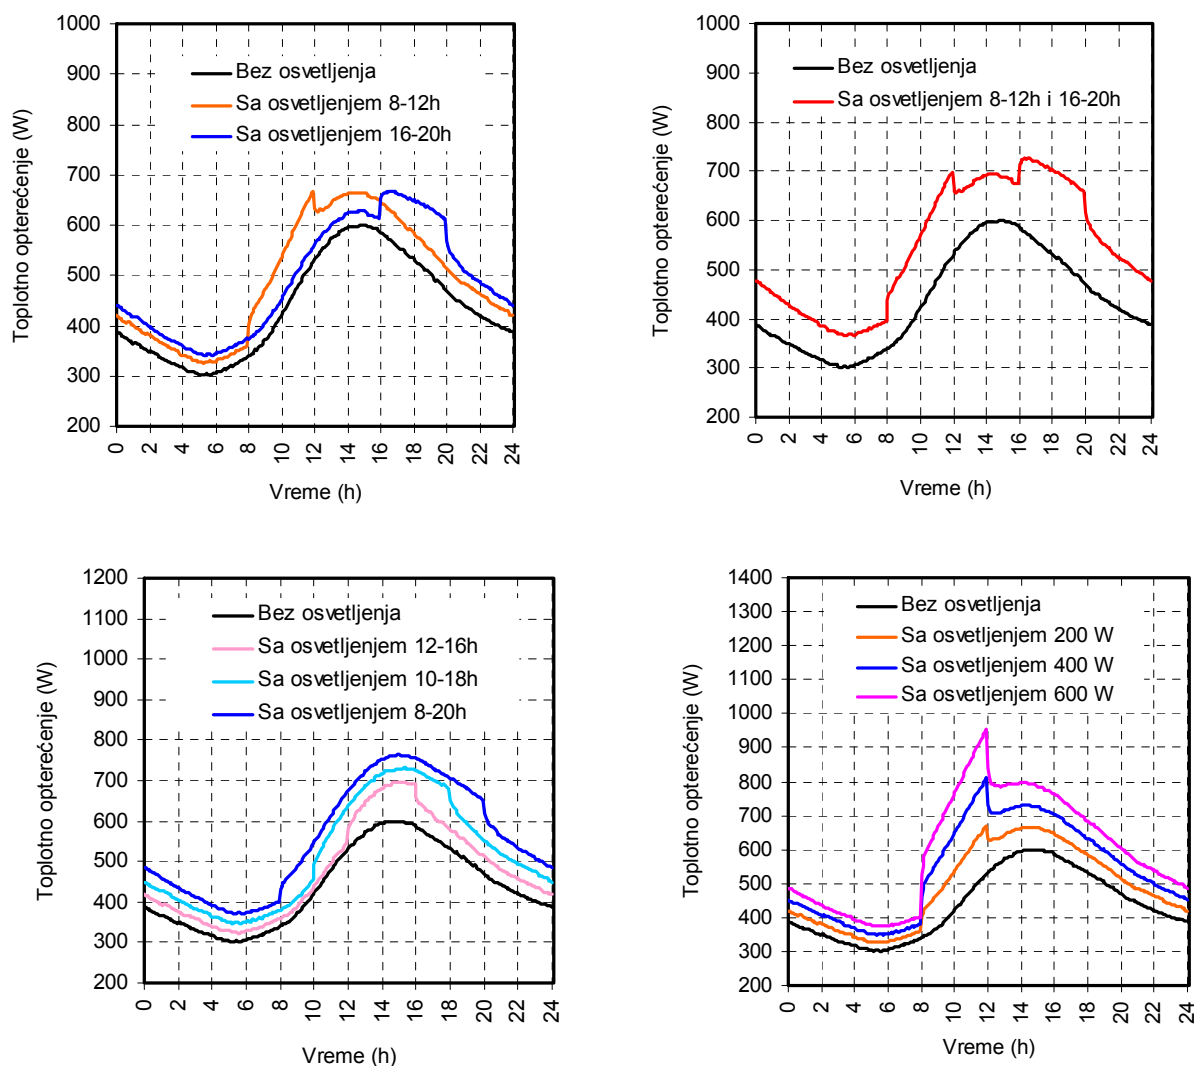 1000
900
800
700
600
500
400
300
200
Toplotno opterećenje (W)
Bez osvetljenja
Sa osvetljenjem 8-12h
Sa osvetljenjem 16-20h
0 2 4 6 8 10 12 14 16 18 20 22 24
Vreme (h)
1000
900
800
700
600
500
400
300
200
Toplotno opterećenje (W)
Bez osvetljenja
Sa osvetljenjem 8-12h i 16-20h
0 2 4 6 8 10 12 14 16 18 20 22 24
Vreme (h)
1200
1100
1000
900
800
700
600
500
400
300
200
Toplotno opterećenje (W)
Bez osvetljenja
Sa osvetljenjem 12-16h
Sa osvetljenjem 10-18h
Sa osvetljenjem 8-20h
0 2 4 6 8 10 12 14 16 18 20 22 24
Vreme (h)
1400
1300
1200
1100
1000
900
800
700
600
500
400
300
200
Toplotno opterećenje (W)
Bez osvetljenja
Sa osvetljenjem 200 W
Sa osvetljenjem 400 W
Sa osvetljenjem 600 W
0 2 4 6 8 10 12 14 16 18 20 22 24
Vreme (h)